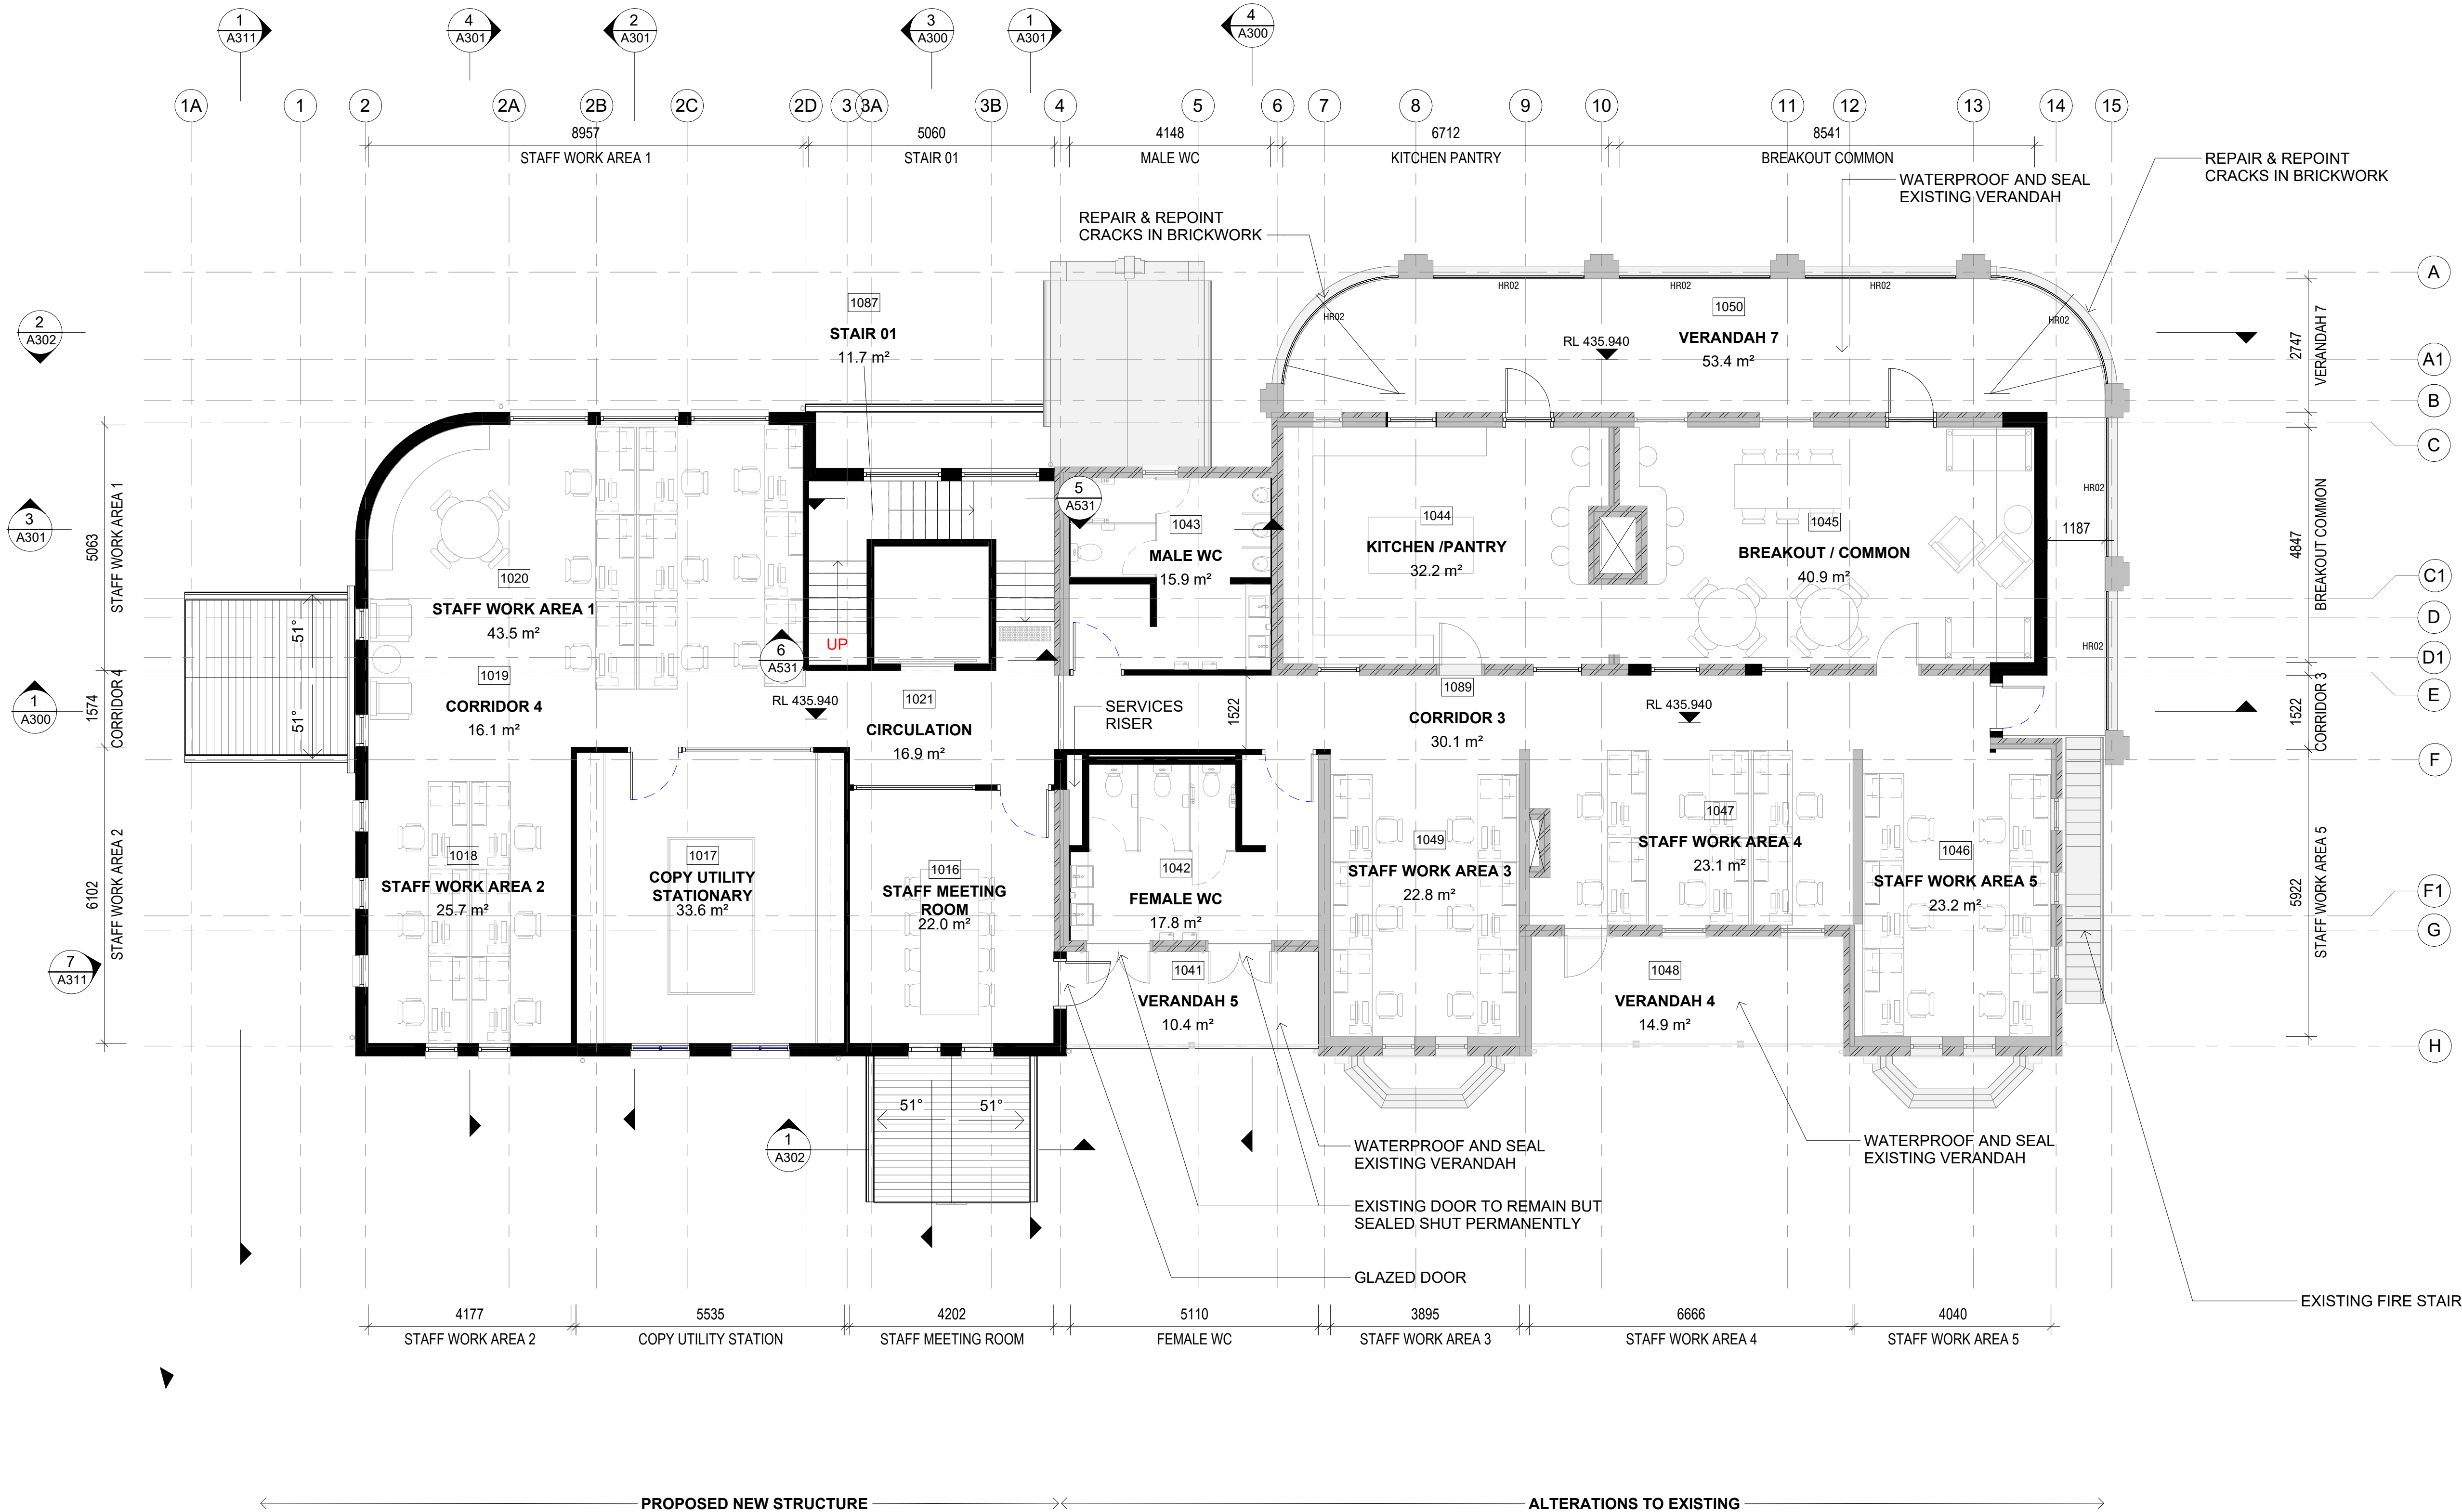 1
A311
4
A301
2
A301
3
A300
1
A301
4
A300
1A
1
2
2A
2B
2C
2D
3
3A
3B
4
5
6
7
8
9
10
11
12
13
14
15
8957
STAFF WORK AREA 1
5060
STAIR 01
4148
MALE WC
6712
KITCHEN PANTRY
8541
BREAKOUT COMMON
REPAIR & REPOINT
CRACKS IN BRICKWORK
WATERPROOF AND SEAL
EXISTING VERANDAH
REPAIR & REPOINT
CRACKS IN BRICKWORK
A
A1
B
C
C1
D
D1
E
F
F1
G
H
2
A302
3
A301
1
A300
7
A311
5063
STAFF WORK AREA 1
1574
CORRIDOR 4
6102
STAFF WORK AREA 2
2747
VERANDAH 7
4847
BREAKOUT COMMON
1522
CORRIDOR 3
5922
STAFF WORK AREA 5
1087
STAIR 01
11.7 m²
HR02
HR02
HR02
HR02
HR02
1050
VERANDAH 7
53.4 m²
RL 435.940
HR02
HR02
1187
5
A531
1043
MALE WC
15.9 m²
1044
KITCHEN /PANTRY
32.2 m²
1045
BREAKOUT / COMMON
40.9 m²
1020
STAFF WORK AREA 1
43.5 m²
51°
51°
UP
6
A531
1019
CORRIDOR 4
16.1 m²
RL 435.940
1021
CIRCULATION
16.9 m²
SERVICES
RISER
1522
1089
CORRIDOR 3
30.1 m²
RL 435.940
1018
STAFF WORK AREA 2
25.7 m²
1017
COPY UTILITY
STATIONARY
33.6 m²
1016
STAFF MEETING
ROOM
22.0 m²
1042
FEMALE WC
17.8 m²
1049
STAFF WORK AREA 3
22.8 m²
1047
STAFF WORK AREA 4
23.1 m²
1046
STAFF WORK AREA 5
23.2 m²
1041
VERANDAH 5
10.4 m²
1048
VERANDAH 4
14.9 m²
51°
51°
1
A302
WATERPROOF AND SEAL
EXISTING VERANDAH
WATERPROOF AND SEAL
EXISTING VERANDAH
EXISTING DOOR TO REMAIN BUT
SEALED SHUT PERMANENTLY
GLAZED DOOR
EXISTING FIRE STAIR
4177
STAFF WORK AREA 2
5535
COPY UTILITY STATION
4202
STAFF MEETING ROOM
5110
FEMALE WC
3895
STAFF WORK AREA 3
6666
STAFF WORK AREA 4
4040
STAFF WORK AREA 5
PROPOSED NEW STRUCTURE
ALTERATIONS TO EXISTING